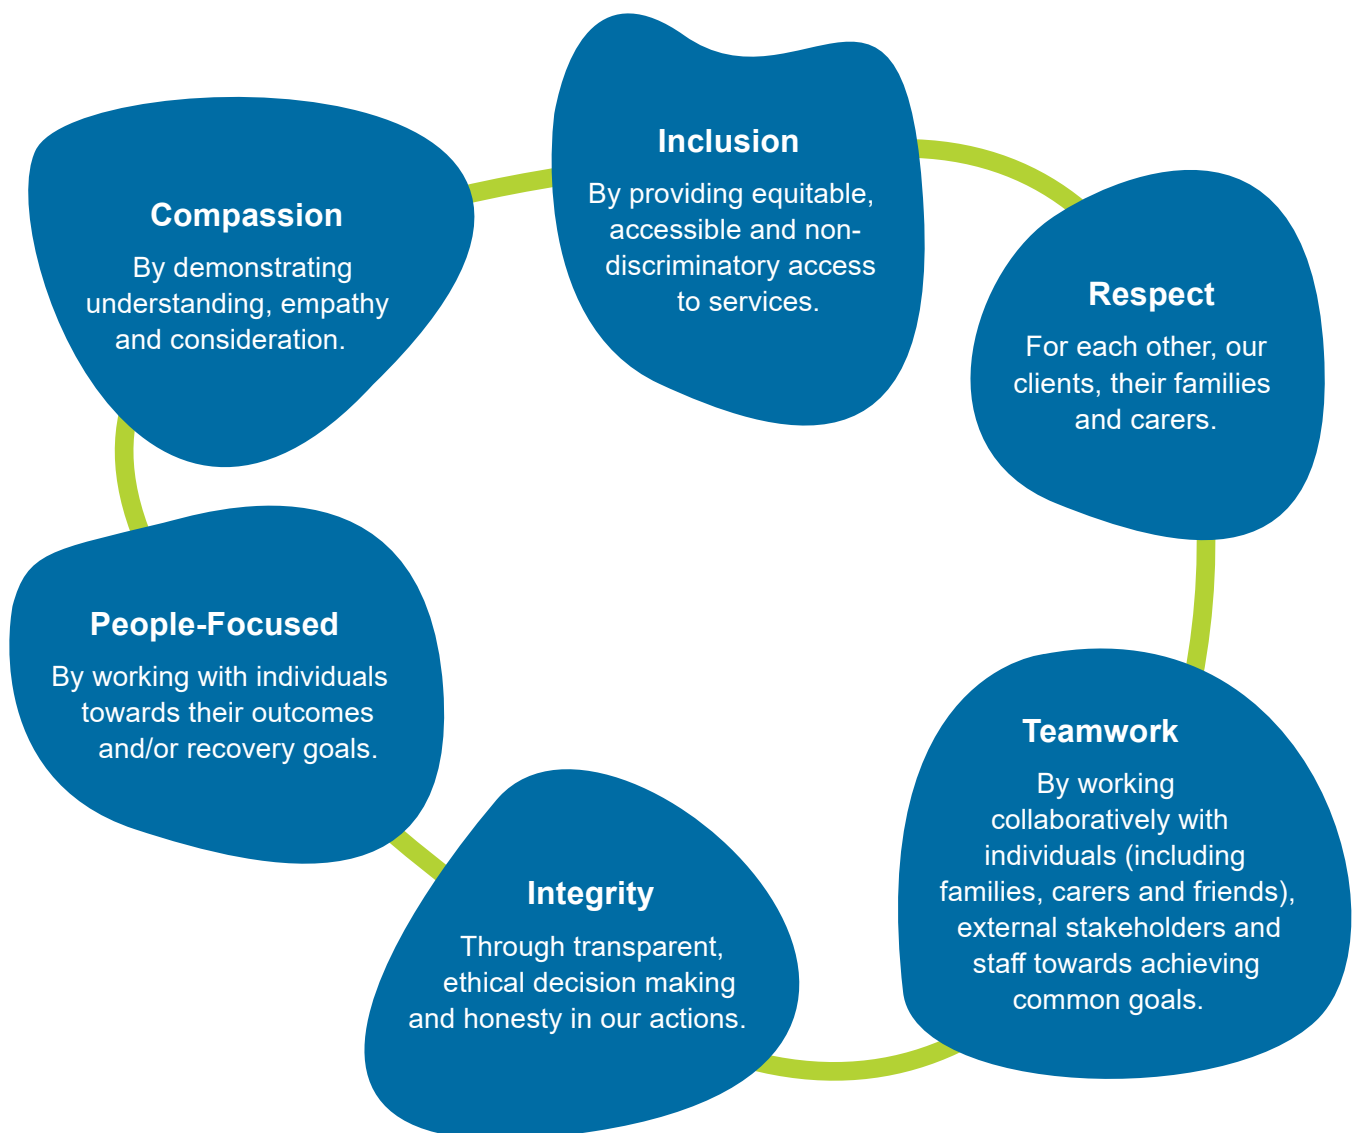 Inclusion
By providing equitable,
accessible and non-
discriminatory access
to services.
Compassion
By demonstrating
understanding, empathy
and consideration.
Respect
For each other, our
clients, their families
and carers.
People-Focused
By working with individuals
towards their outcomes
and/or recovery goals.
Teamwork
By working
collaboratively with
individuals (including
families, carers and friends),
external stakeholders and
staff towards achieving
common goals.
Integrity
Through transparent,
ethical decision making
and honesty in our actions.